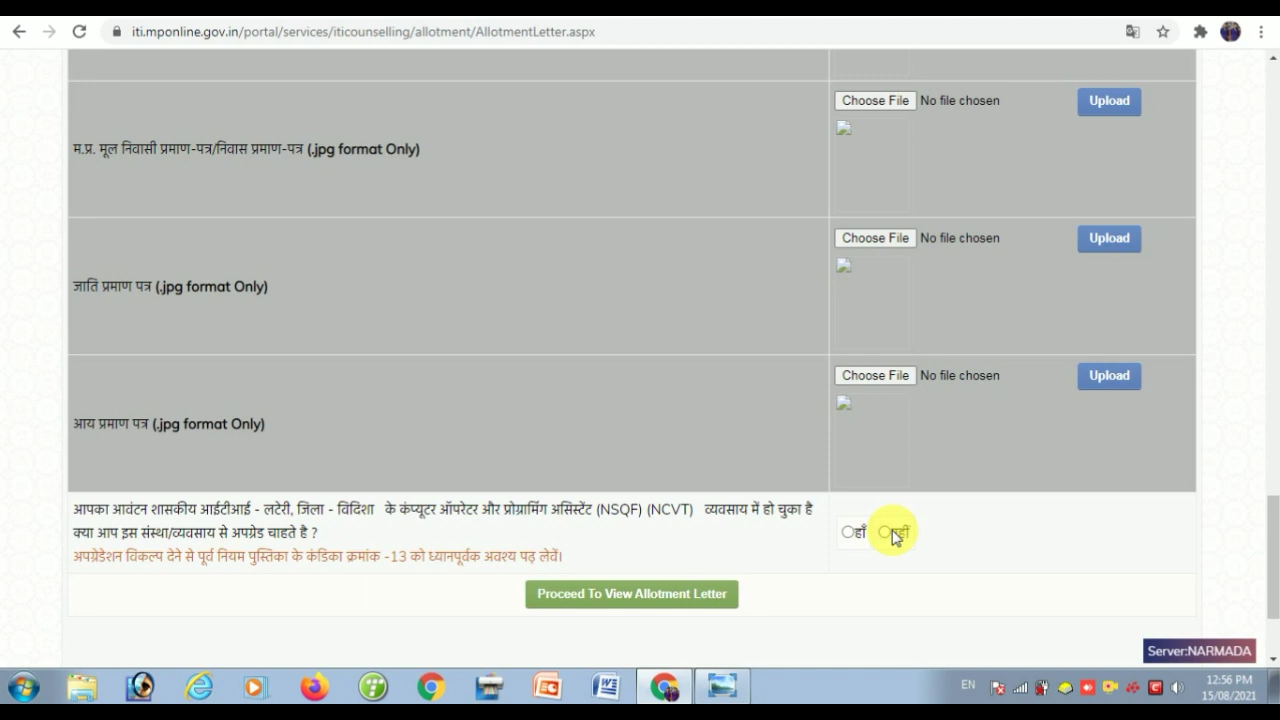 iti.mponline.gov.in/portal/services/iticounselling/allotment/AllotmentLetter.aspx
Choose File No file chosen Upload
म.प्र. मूल निवासी प्रमाण-पत्र/निवास प्रमाण-पत्र (.jpg format Only)
Choose File No file chosen Upload
जाति प्रमाण पत्र (.jpg format Only)
Choose File No file chosen Upload
आय प्रमाण पत्र (.jpg format Only)
आपका आवंटन शासकीय आईटीआई - लटेरी, जिला - विदिशा के कंप्यूटर ऑपरेटर और प्रोग्रामिंग असिस्टेंट (NSQF) (NCVT) व्यवसाय में हो चुका है
क्या आप इस संस्था/व्यवसाय से अपग्रेड चाहते है ?
हाँ नहीं
अपग्रेडेशन विकल्प देने से पूर्व नियम पुस्तिका के कंडिका क्रमांक -13 को ध्यानपूर्वक अवश्य पढ़ लेवें।
Proceed To View Allotment Letter
Server:NARMADA
EN
12:56 PM
15/08/2021